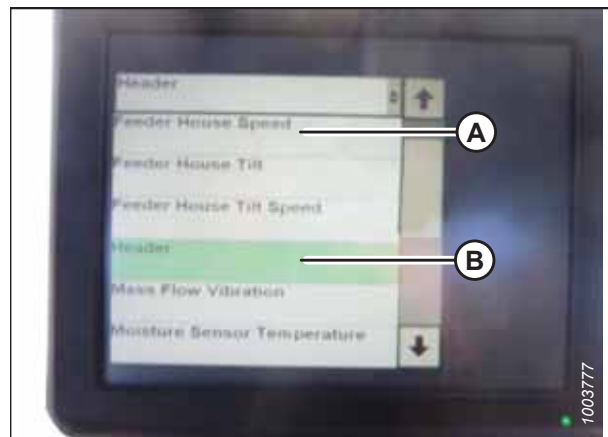 Header
Feeder House Speed
A
Feeder House Tilt
Feeder House Tilt Speed
Header
B
Mass Flow Vibration
Moisture Sensor Temperature
1003777